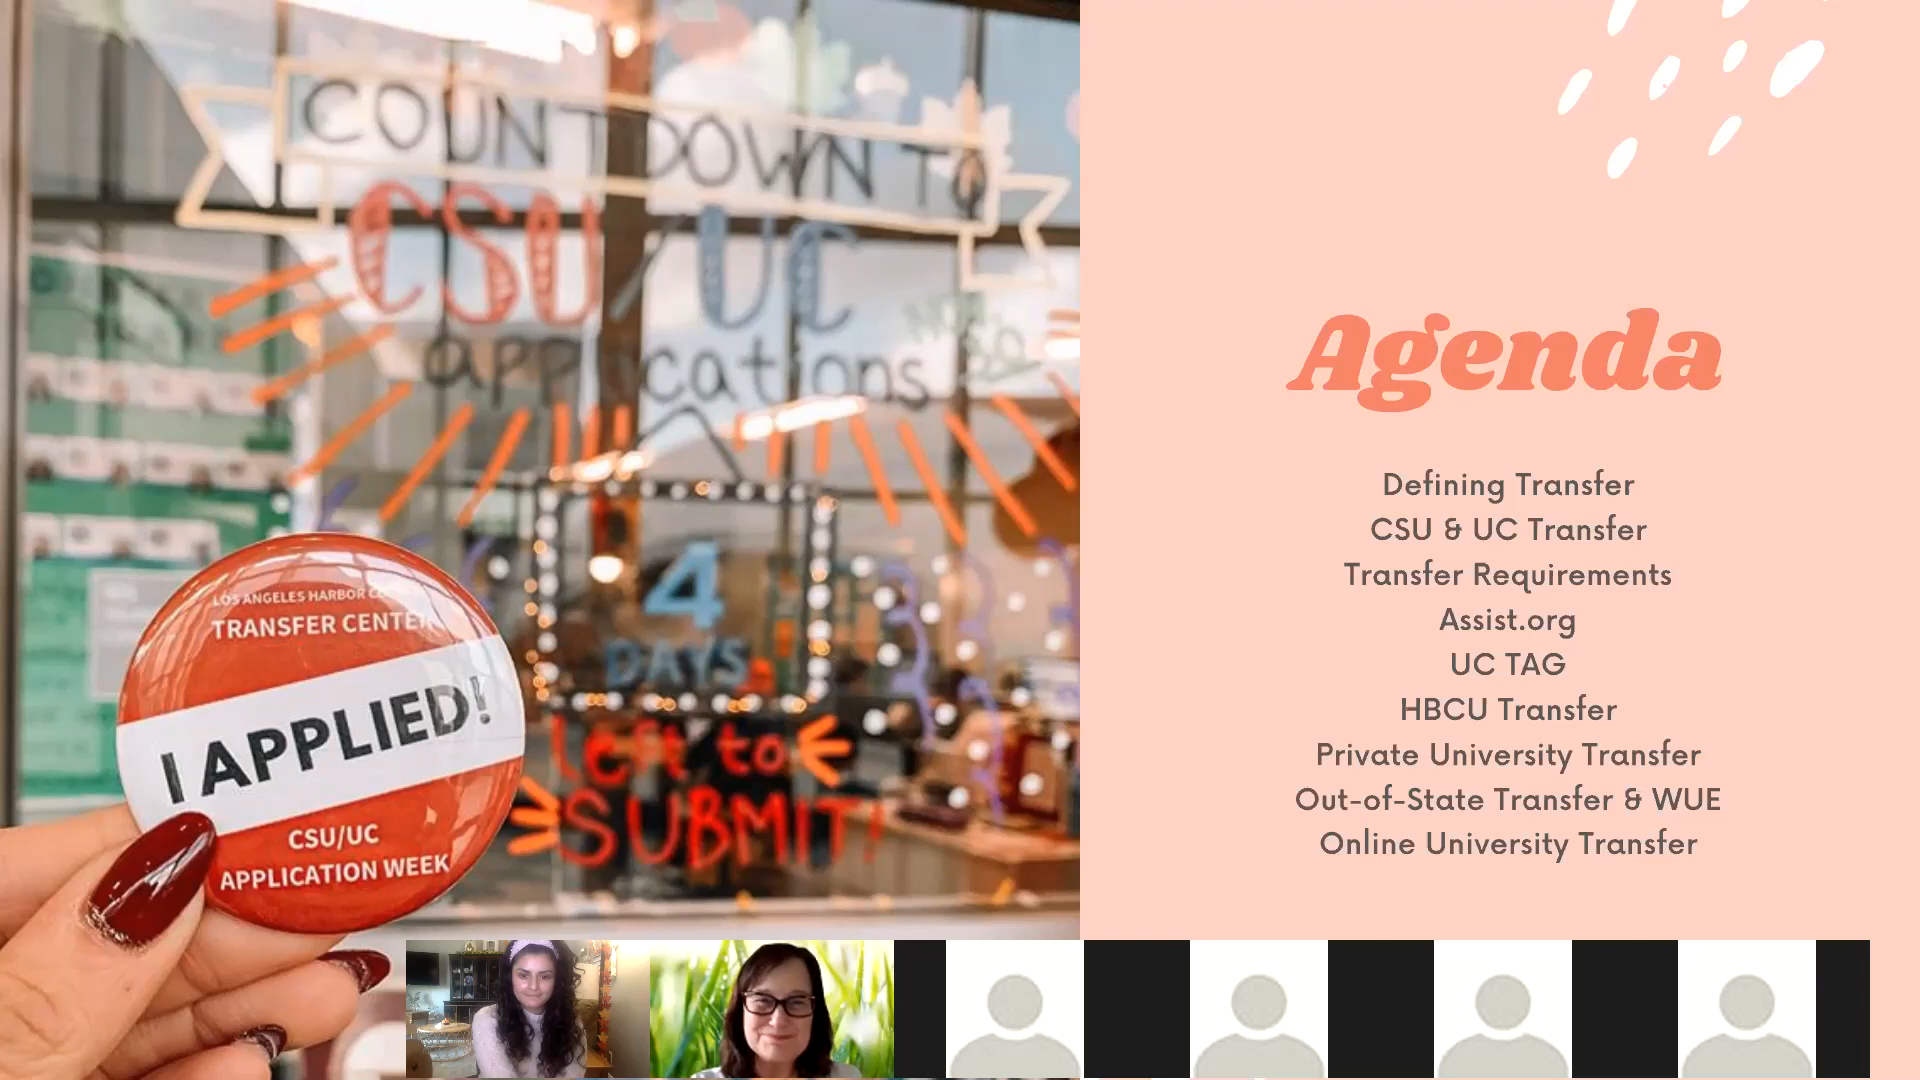 COUNTDOWN TO
CSU/UC
applications
4
DAYS
left to
SUBMIT!
LOS ANGELES HARBOR
TRANSFER CENTER
I APPLIED!
CSU/UC
APPLICATION WEEK
Agenda
Defining Transfer
CSU & UC Transfer
Transfer Requirements
Assist.org
UC TAG
HBCU Transfer
Private University Transfer
Out-of-State Transfer & WUE
Online University Transfer